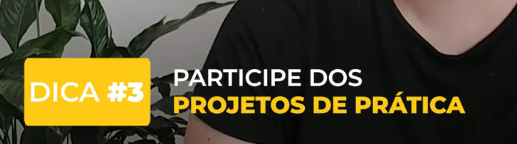 DICA #3
PARTICIPE DOS
PROJETOS DE PRÁTICA